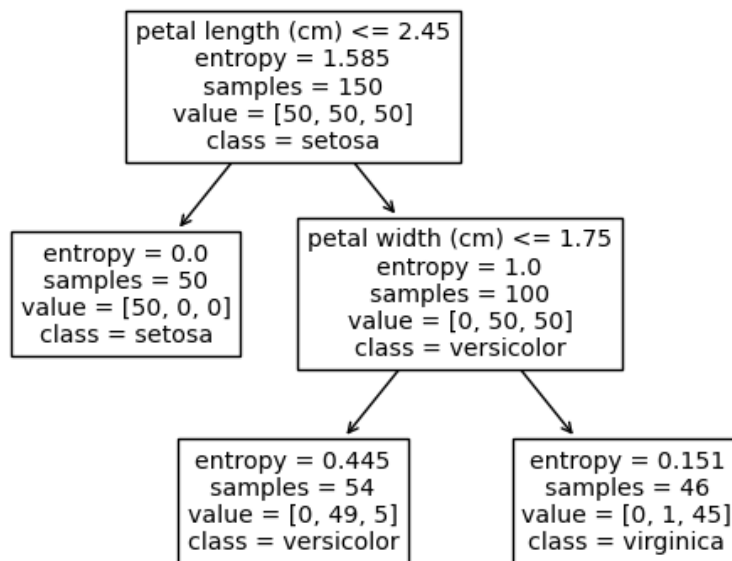 petal length (cm) <= 2.45
entropy = 1.585
samples = 150
value = [50, 50, 50]
class = setosa
entropy = 0.0
samples = 50
value = [50, 0, 0]
class = setosa
petal width (cm) <= 1.75
entropy = 1.0
samples = 100
value = [0, 50, 50]
class = versicolor
entropy = 0.445
samples = 54
value = [0, 49, 5]
class = versicolor
entropy = 0.151
samples = 46
value = [0, 1, 45]
class = virginica